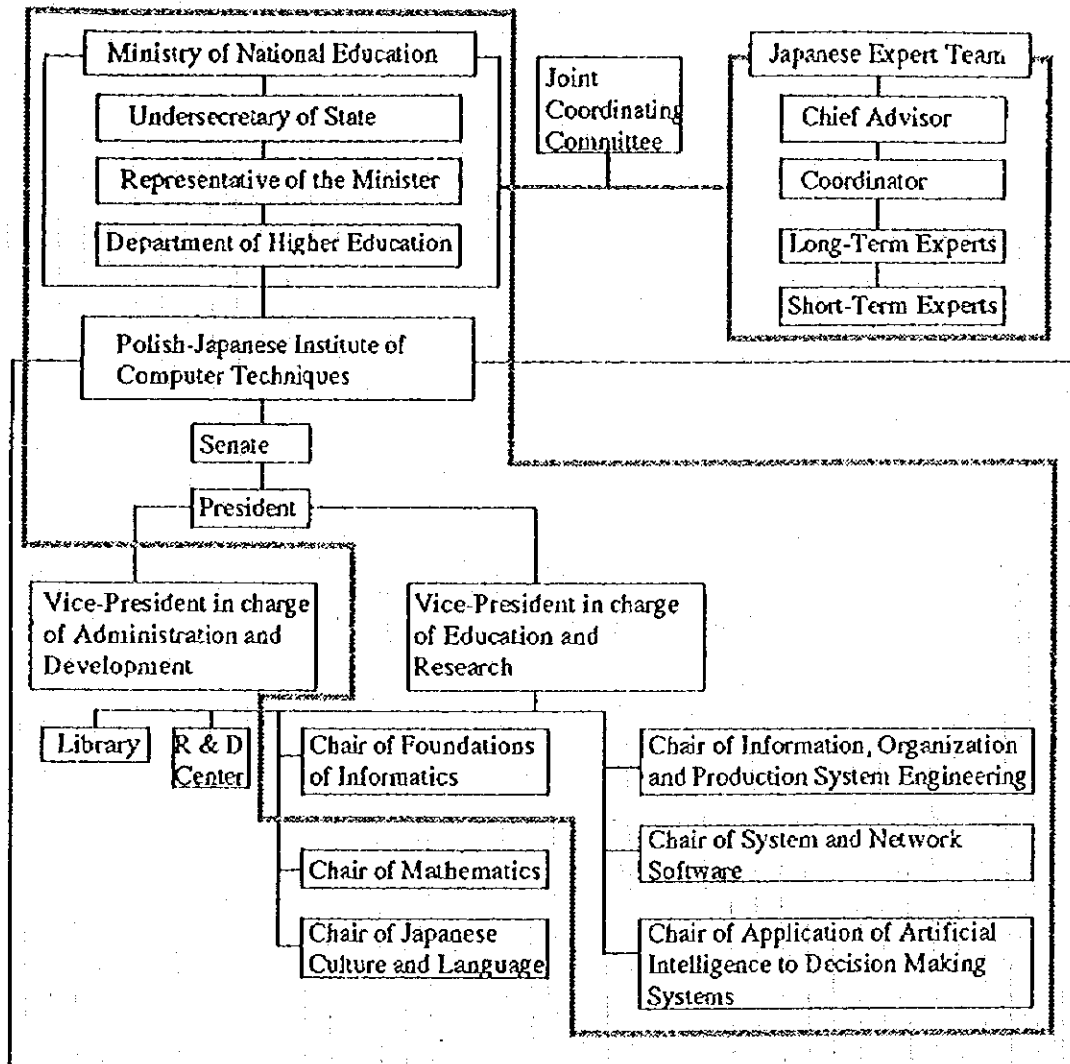 Ministry of National Education
Undersecretary of State
Representative of the Minister
Department of Higher Education
Joint
Coordinating
Committee
Japanese Expert Team
Chief Advisor
Coordinator
Long-Term Experts
Short-Term Experts
Polish-Japanese Institute of
Computer Techniques
Senate
President
Vice-President in charge
of Administration and
Development
Vice-President in charge
of Education and
Research
Library
R & D
Center
Chair of Foundations
of Informatics
Chair of Mathematics
Chair of Japanese
Culture and Language
Chair of Information, Organization
and Production System Engineering
Chair of System and Network
Software
Chair of Application of Artificial
Intelligence to Decision Making
Systems